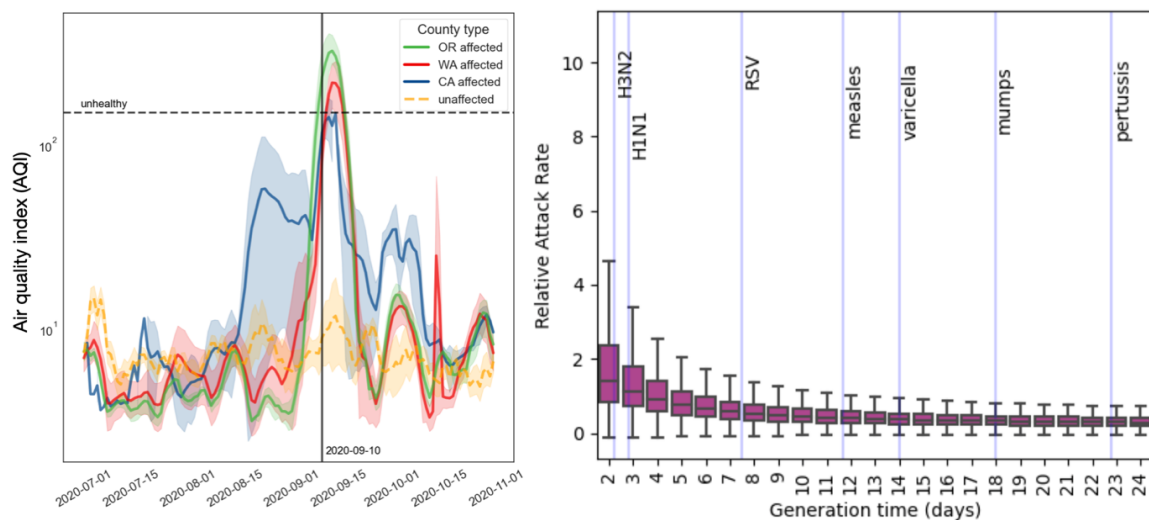 County type
OR affected
WA affected
CA affected
unaffected
unhealthy
Air quality index (AQI)
10^2
10^1
2020-09-10
2020-07-01
2020-07-15
2020-08-01
2020-08-15
2020-09-01
2020-09-15
2020-10-01
2020-10-15
2020-11-01
Relative Attack Rate
10
8
6
4
2
0
H3N2
H1N1
RSV
measles
varicella
mumps
pertussis
2 3 4 5 6 7 8 9 10 11 12 13 14 15 16 17 18 19 20 21 22 23 24
Generation time (days)